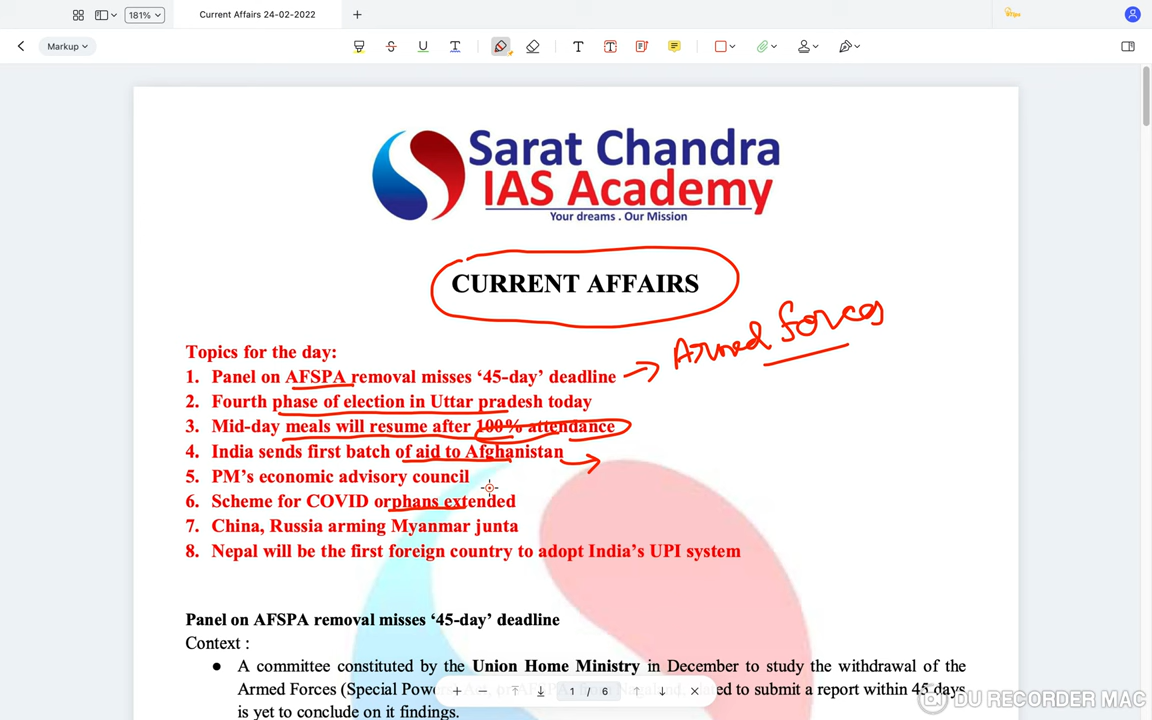 181%
Current Affairs 24-02-2022
Markup
Sarat Chandra
IAS Academy
Your dreams . Our Mission
CURRENT AFFAIRS
Armed forces
Topics for the day:
1. Panel on AFSPA removal misses ‘45-day’ deadline
2. Fourth phase of election in Uttar pradesh today
3. Mid-day meals will resume after 100% attendance
4. India sends first batch of aid to Afghanistan
5. PM’s economic advisory council
6. Scheme for COVID orphans extended
7. China, Russia arming Myanmar junta
8. Nepal will be the first foreign country to adopt India’s UPI system
Panel on AFSPA removal misses ‘45-day’ deadline
Context :
● A committee constituted by the Union Home Ministry in December to study the withdrawal of the
Armed Forces (Special to submit a report within 45 days
is yet to conclude on it findings.
1 / 6
DU RECORDER MAC